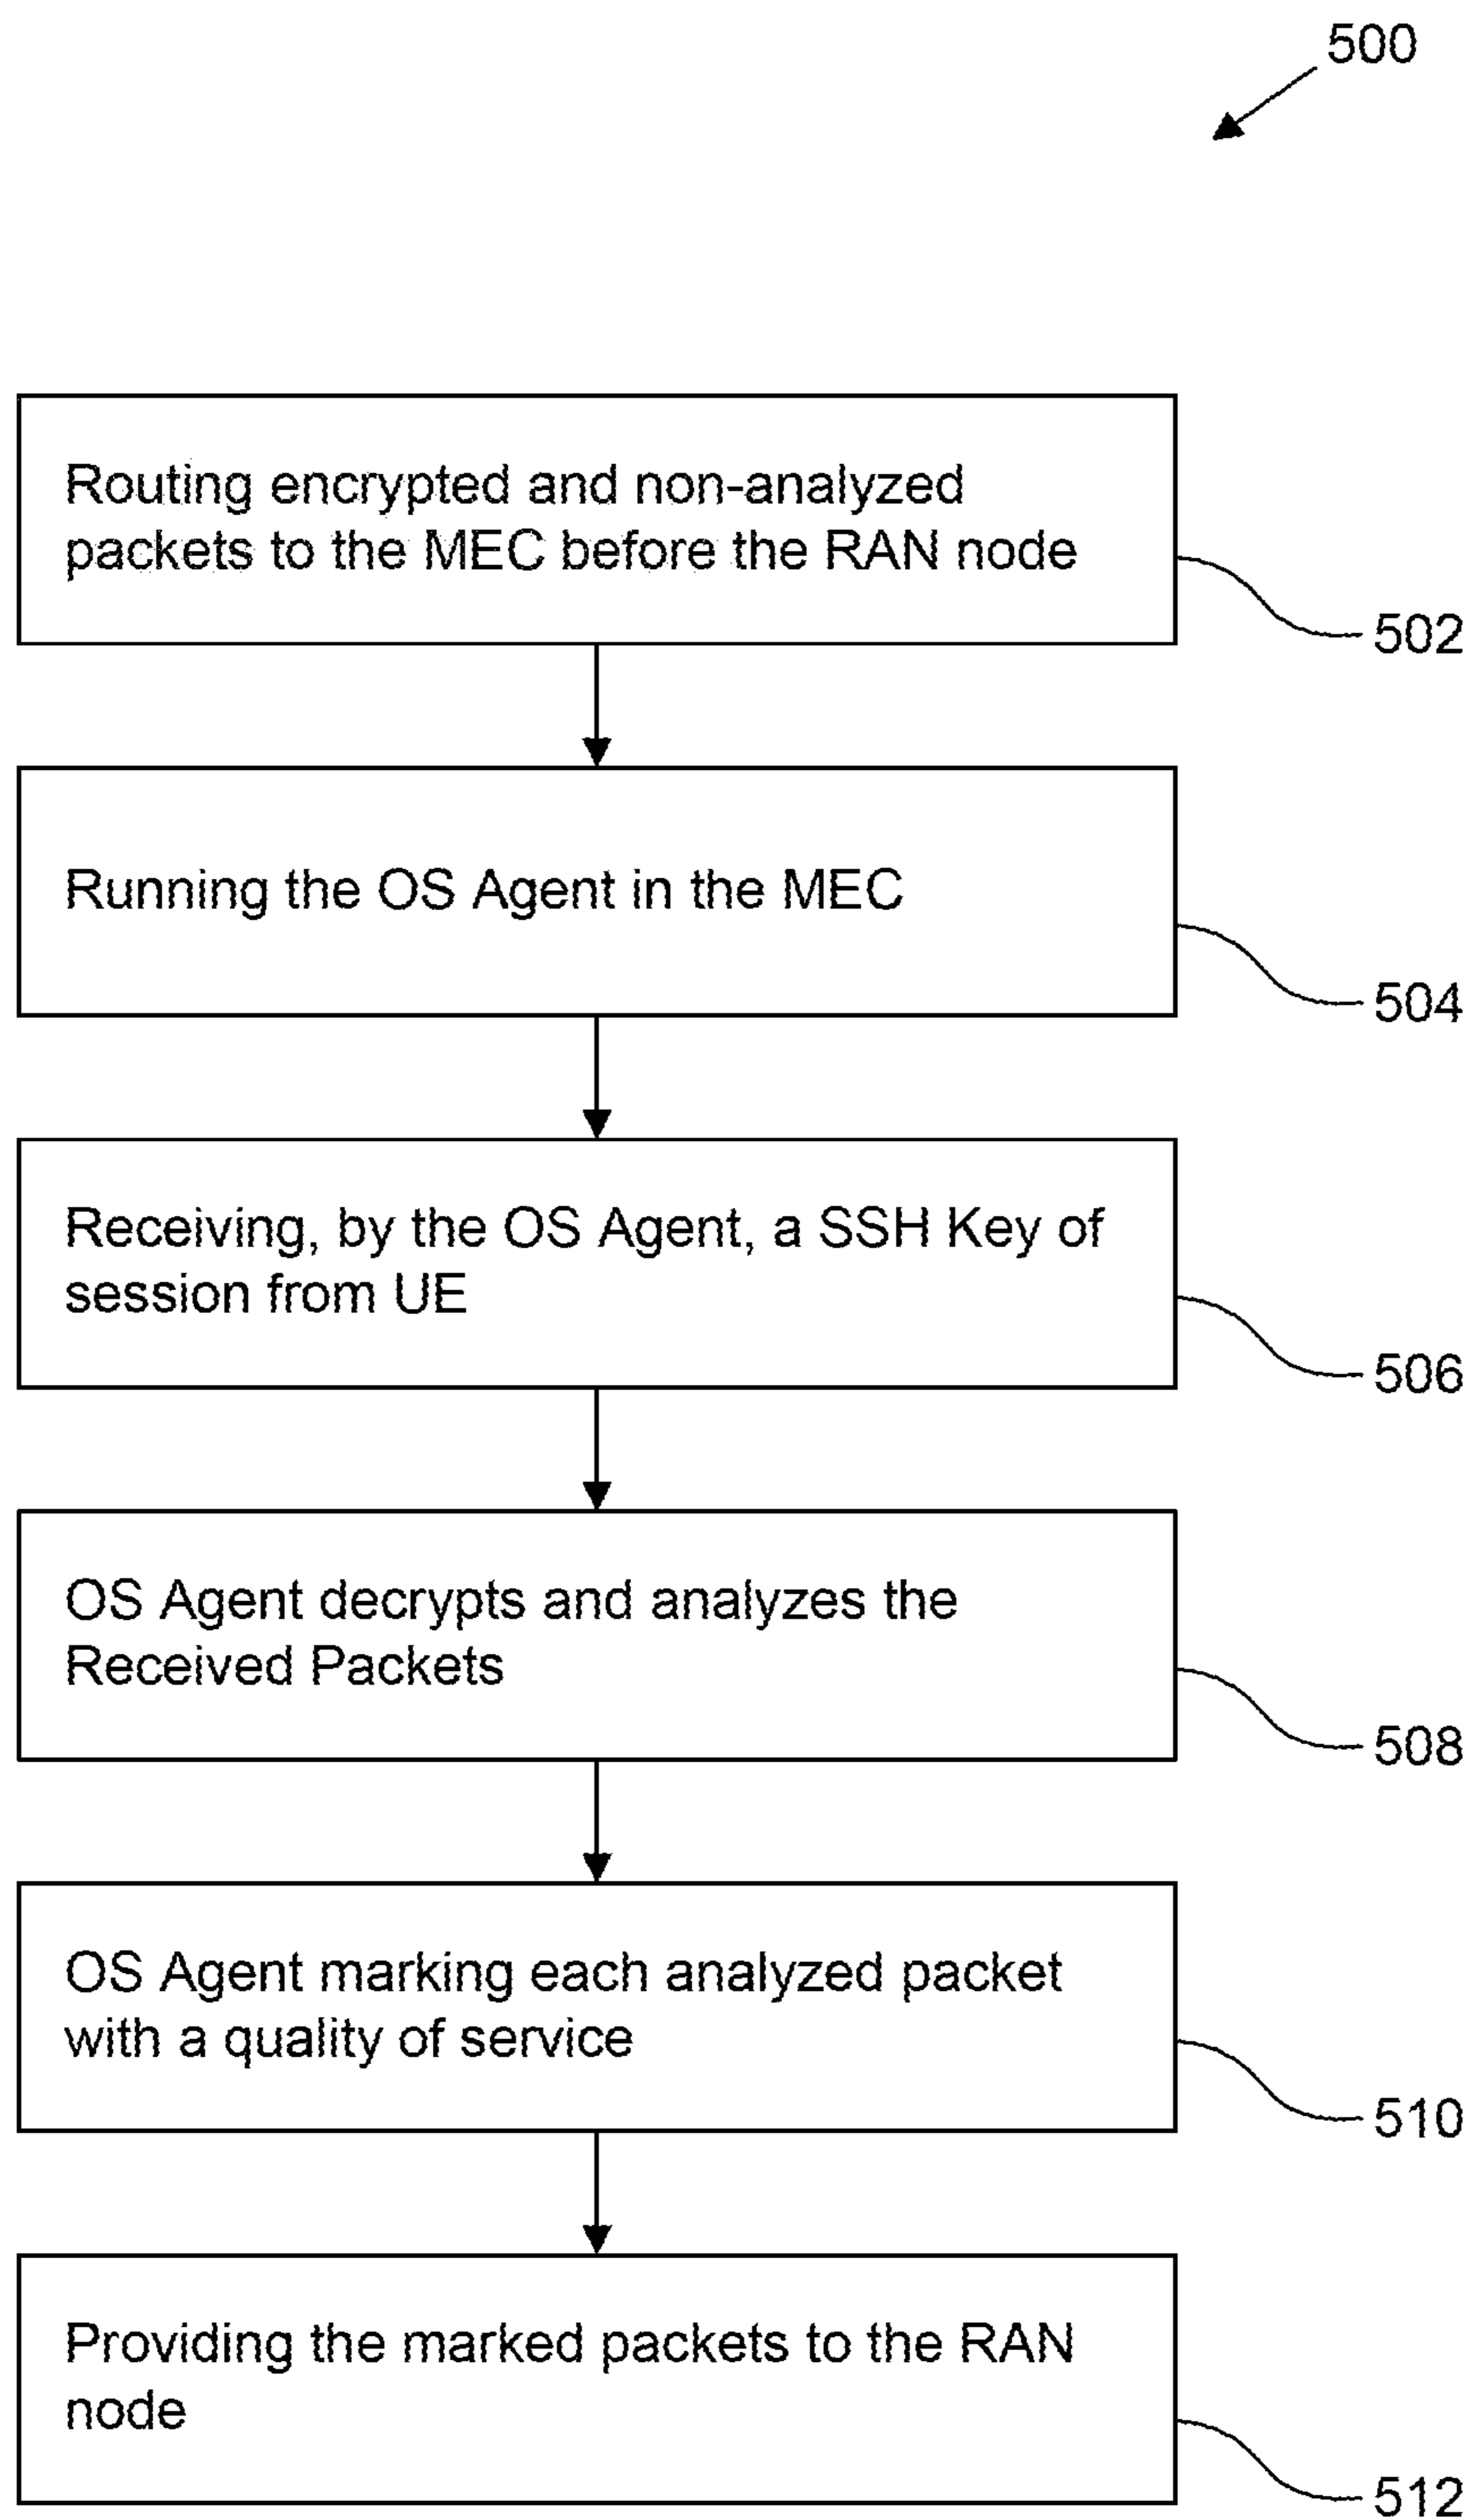 500
Routing encrypted and non-analyzed
packets to the MEC before the RAN node
502
Running the OS Agent in the MEC
504
Receiving, by the OS Agent, a SSH Key of
session from UE
506
OS Agent decrypts and analyzes the
Received Packets
508
OS Agent marking each analyzed packet
with a quality of service
510
Providing the marked packets to the RAN
node
512